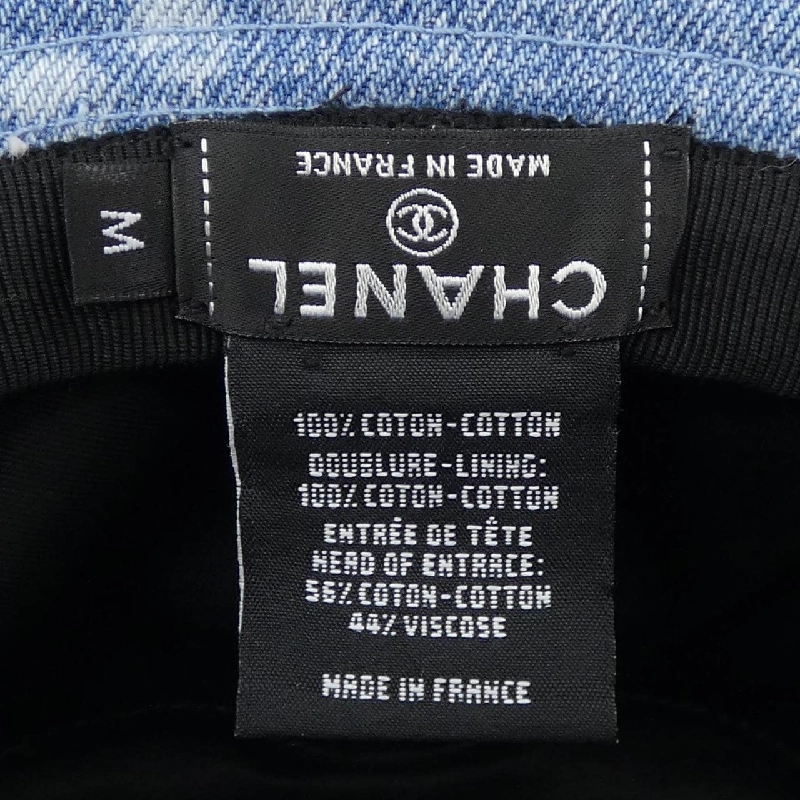 M
CHANEL
MADE IN FRANCE
100% COTON-COTTON
DOUBLURE-LINING:
100% COTON-COTTON
ENTRÉE DE TÊTE
HEAD OF ENTRACE:
56% COTON-COTTON
44% VISCOSE
MADE IN FRANCE